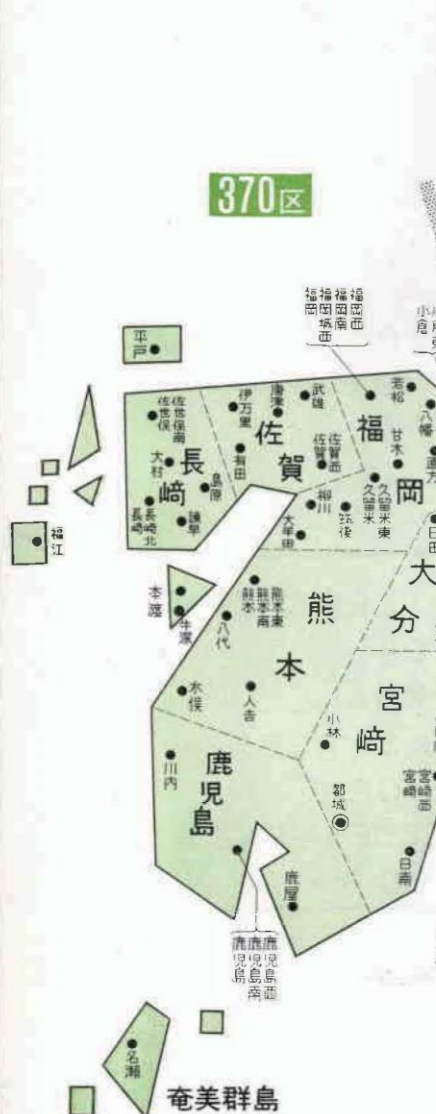 370区
福岡西
福岡南
福岡城西
福岡
小倉
平戸
佐世保南
佐世保
伊万里
唐津
武雄
若松
八幡
佐賀
福岡
長崎
大村
有田
佐賀西
佐賀
甘木
直方
島原
久留米東
久留米
柳川
筑後
長崎北
長崎
諫早
大牟田
日田
福江
大分
本渡
牛深
熊本東
熊本南
熊本
八代
熊本
水俣
人吉
宮崎
小林
川内
鹿児島
都城
宮崎西
宮崎
日南
鹿屋
鹿児島西
鹿児島南
鹿児島
名瀬
奄美群島